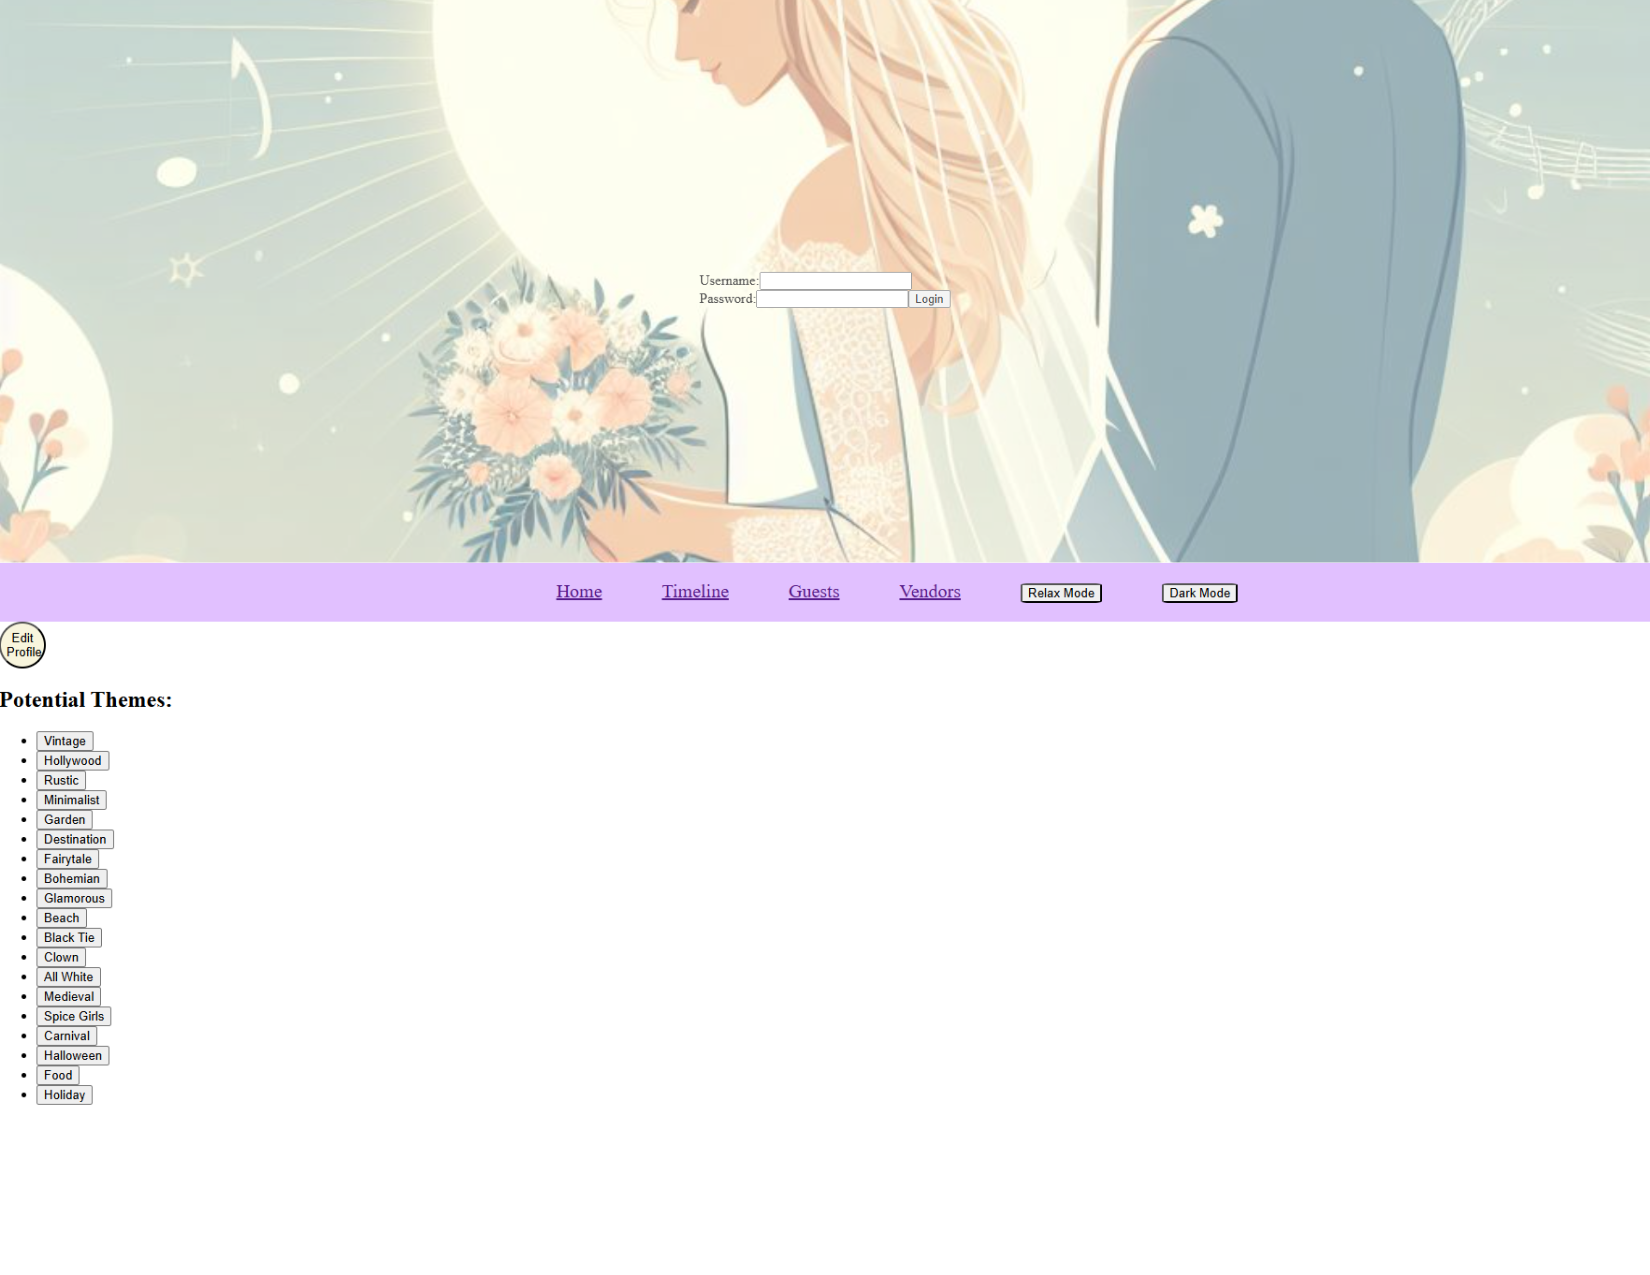 Username:
Password: Login
Home Timeline Guests Vendors Relax Mode Dark Mode
Edit
Profile
Potential Themes:
Vintage
Hollywood
Rustic
Minimalist
Garden
Destination
Fairytale
Bohemian
Glamorous
Beach
Black Tie
Clown
All White
Medieval
Spice Girls
Carnival
Halloween
Food
Holiday